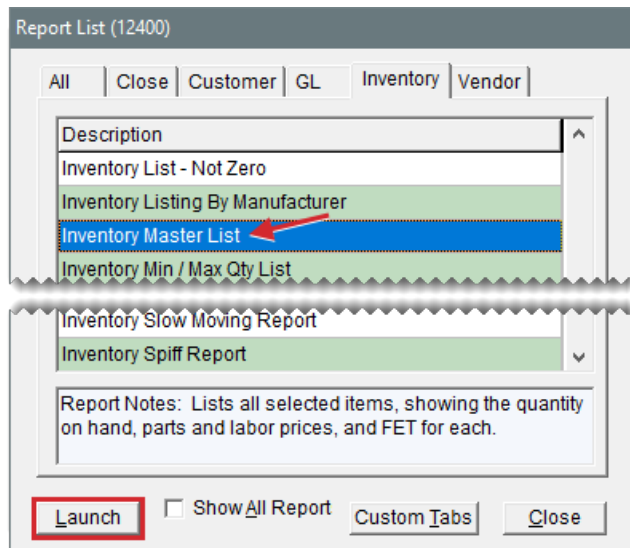 Report List (12400)
All Close Customer GL Inventory Vendor
Description
Inventory List - Not Zero
Inventory Listing By Manufacturer
Inventory Master List
Inventory Min / Max Qty List
Inventory Slow Moving Report
Inventory Spiff Report
Report Notes: Lists all selected items, showing the quantity
on hand, parts and labor prices, and FET for each.
Launch Show All Report Custom Tabs Close